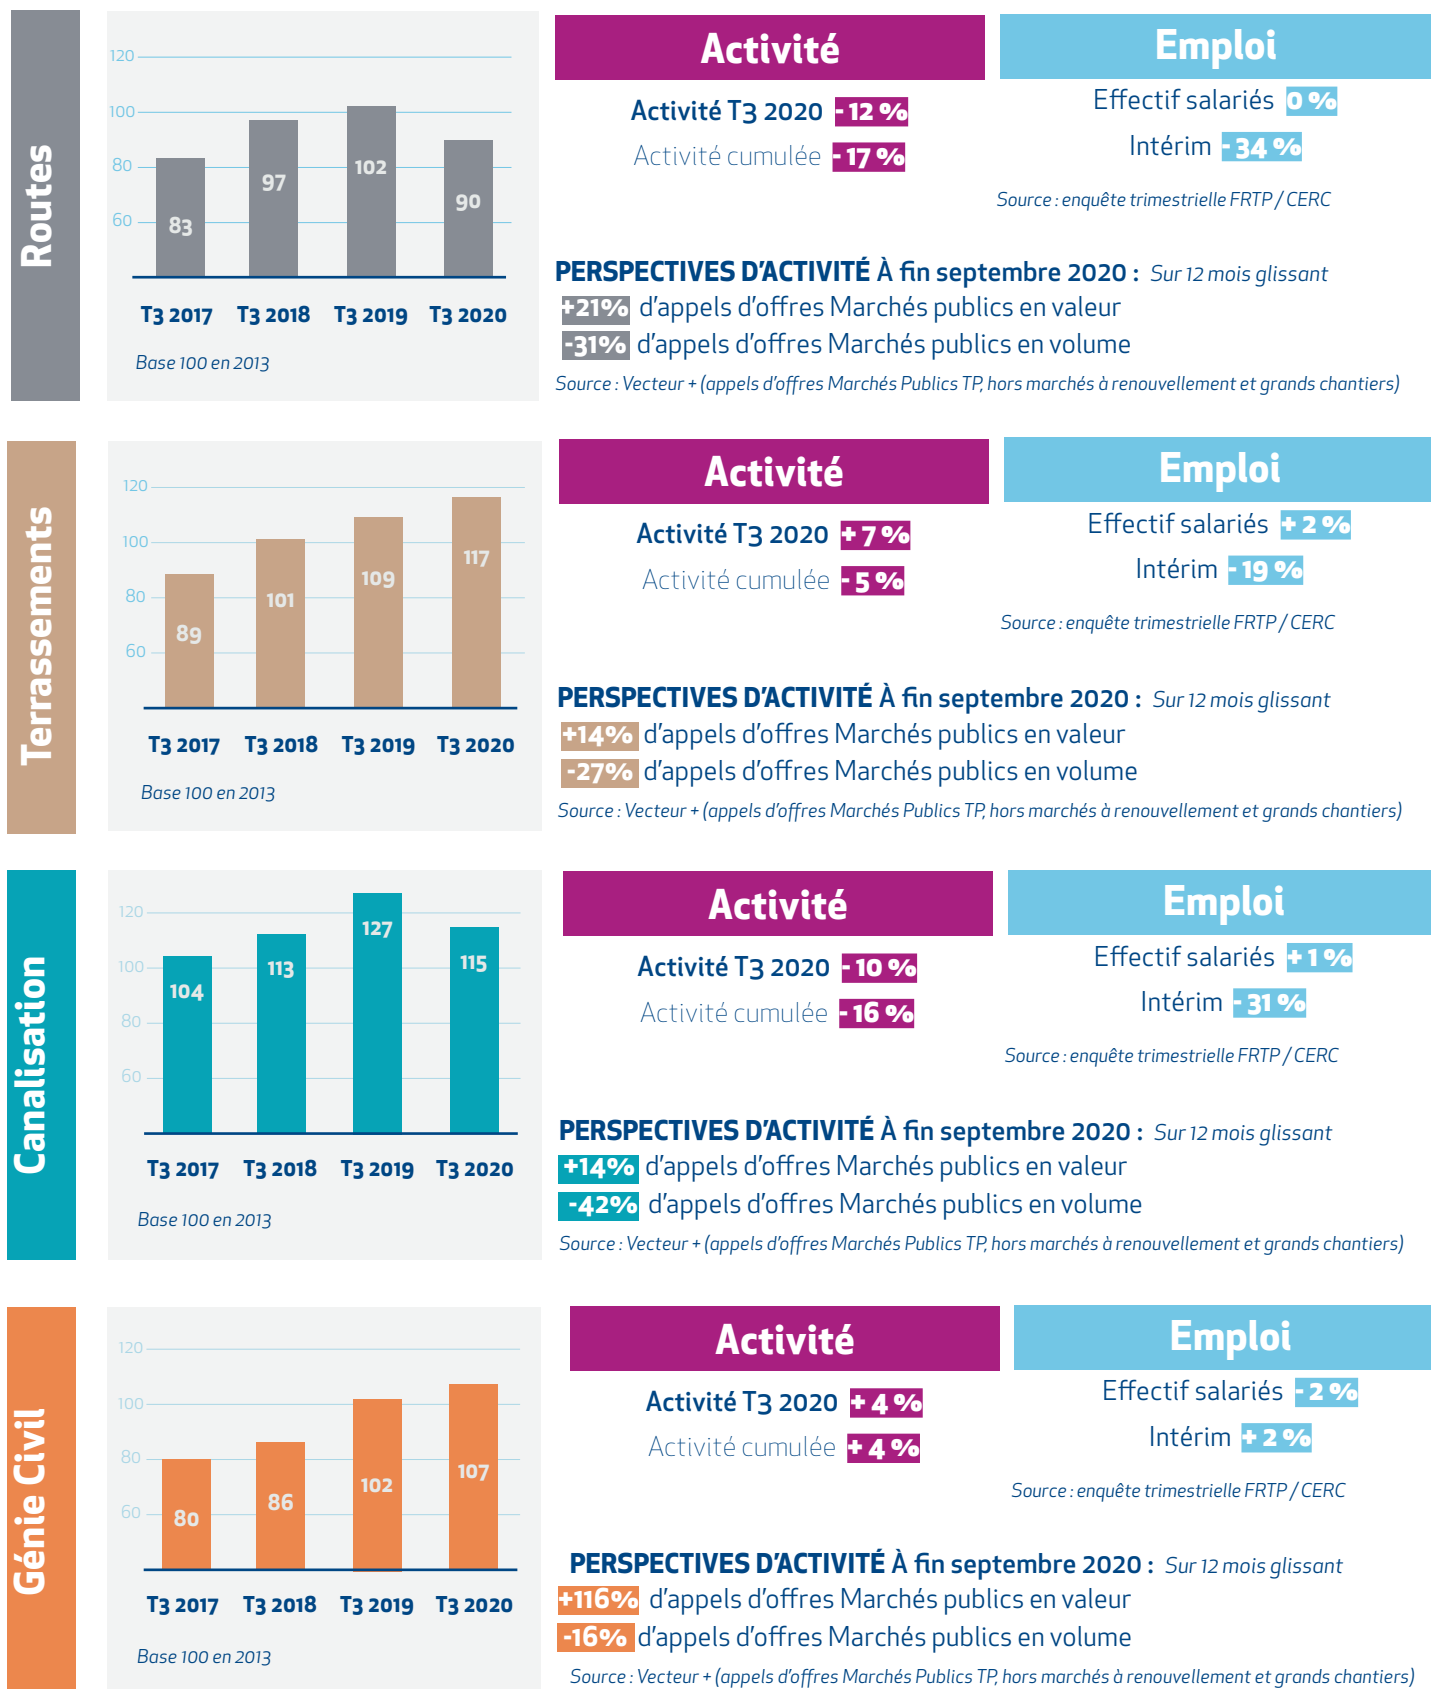 Routes
120
100
80
60
83
97
102
90
T3 2017 T3 2018 T3 2019 T3 2020
Base 100 en 2013
Activité
Activité T3 2020 - 12 %
Activité cumulée - 17 %
Emploi
Effectif salariés 0 %
Intérim - 34 %
Source : enquête trimestrielle FRTP / CERC
PERSPECTIVES D'ACTIVITÉ À fin septembre 2020 : Sur 12 mois glissant
+21% d'appels d'offres Marchés publics en valeur
-31% d'appels d'offres Marchés publics en volume
Source : Vecteur + (appels d'offres Marchés Publics TP, hors marchés à renouvellement et grands chantiers)
Terrassements
120
100
80
60
89
101
109
117
T3 2017 T3 2018 T3 2019 T3 2020
Base 100 en 2013
Activité
Activité T3 2020 + 7 %
Activité cumulée - 5 %
Emploi
Effectif salariés + 2 %
Intérim - 19 %
Source : enquête trimestrielle FRTP / CERC
PERSPECTIVES D'ACTIVITÉ À fin septembre 2020 : Sur 12 mois glissant
+14% d'appels d'offres Marchés publics en valeur
-27% d'appels d'offres Marchés publics en volume
Source : Vecteur + (appels d'offres Marchés Publics TP, hors marchés à renouvellement et grands chantiers)
Canalisation
120
100
80
60
104
113
127
115
T3 2017 T3 2018 T3 2019 T3 2020
Base 100 en 2013
Activité
Activité T3 2020 - 10 %
Activité cumulée - 16 %
Emploi
Effectif salariés + 1 %
Intérim - 31 %
Source : enquête trimestrielle FRTP / CERC
PERSPECTIVES D'ACTIVITÉ À fin septembre 2020 : Sur 12 mois glissant
+14% d'appels d'offres Marchés publics en valeur
-42% d'appels d'offres Marchés publics en volume
Source : Vecteur + (appels d'offres Marchés Publics TP, hors marchés à renouvellement et grands chantiers)
Génie Civil
120
100
80
60
80
86
102
107
T3 2017 T3 2018 T3 2019 T3 2020
Base 100 en 2013
Activité
Activité T3 2020 + 4 %
Activité cumulée + 4 %
Emploi
Effectif salariés - 2 %
Intérim + 2 %
Source : enquête trimestrielle FRTP / CERC
PERSPECTIVES D'ACTIVITÉ À fin septembre 2020 : Sur 12 mois glissant
+116% d'appels d'offres Marchés publics en valeur
-16% d'appels d'offres Marchés publics en volume
Source : Vecteur + (appels d'offres Marchés Publics TP, hors marchés à renouvellement et grands chantiers)